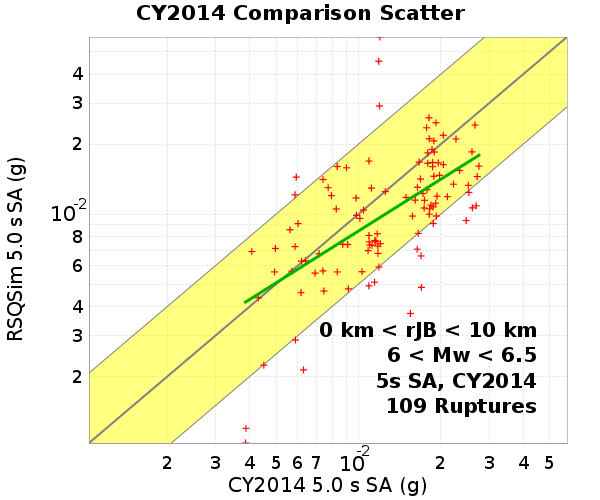 CY2014 Comparison Scatter
RSQSim 5.0 s SA (g)
4
3
2
10-2
8
6
4
3
2
0 km < rJB < 10 km
6 < Mw < 6.5
5s SA, CY2014
109 Ruptures
2 3 4 5 6 7 10-2 2 3 4 5
CY2014 5.0 s SA (g)